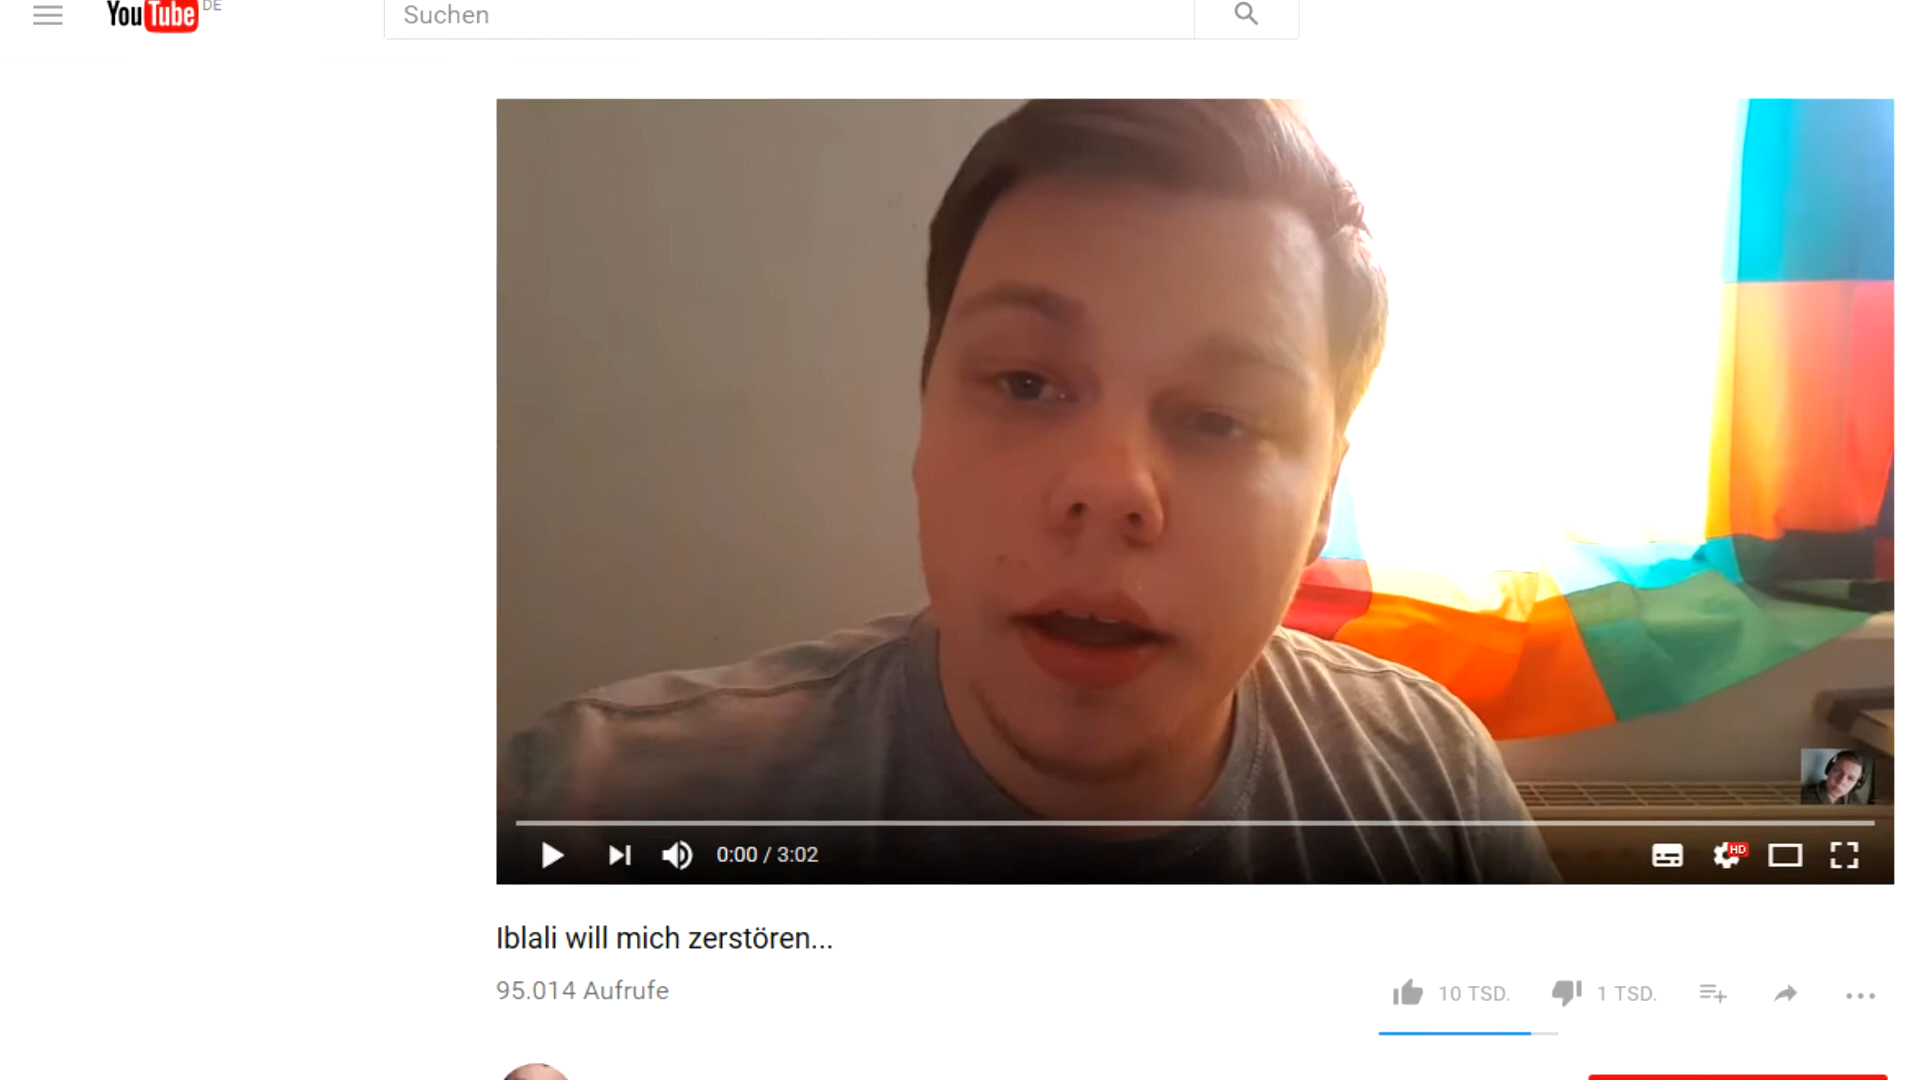 YouTube DE
Suchen
0:00 / 3:02
HD
Iblali will mich zerstören...
95.014 Aufrufe
10 TSD.
1 TSD.